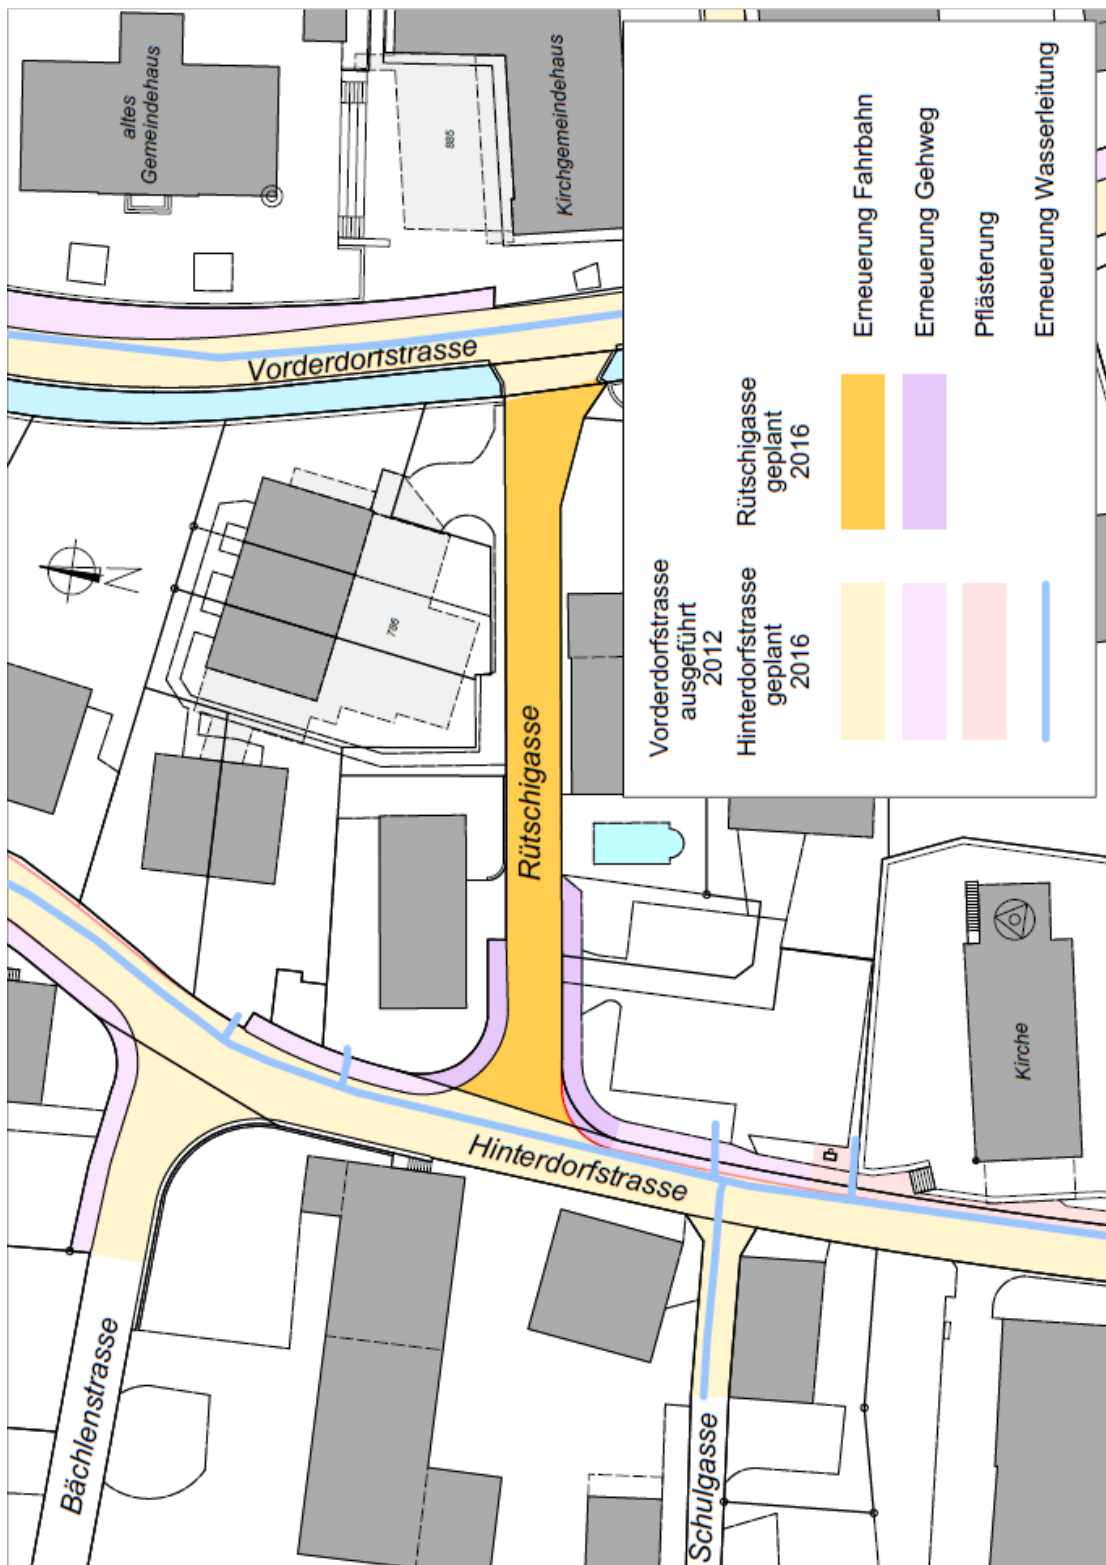 altes
Gemeindehaus
885
Kirchgemeindehaus
Vorderdorfstrasse
N
786
Rütschigasse
Hinterdorfstrasse
Kirche
Bächlenstrasse
Schulgasse
Vorderdorfstrasse
ausgeführt
2012
Hinterdorfstrasse
geplant
2016
Rütschigasse
geplant
2016
Erneuerung Fahrbahn
Erneuerung Gehweg
Pflästerung
Erneuerung Wasserleitung